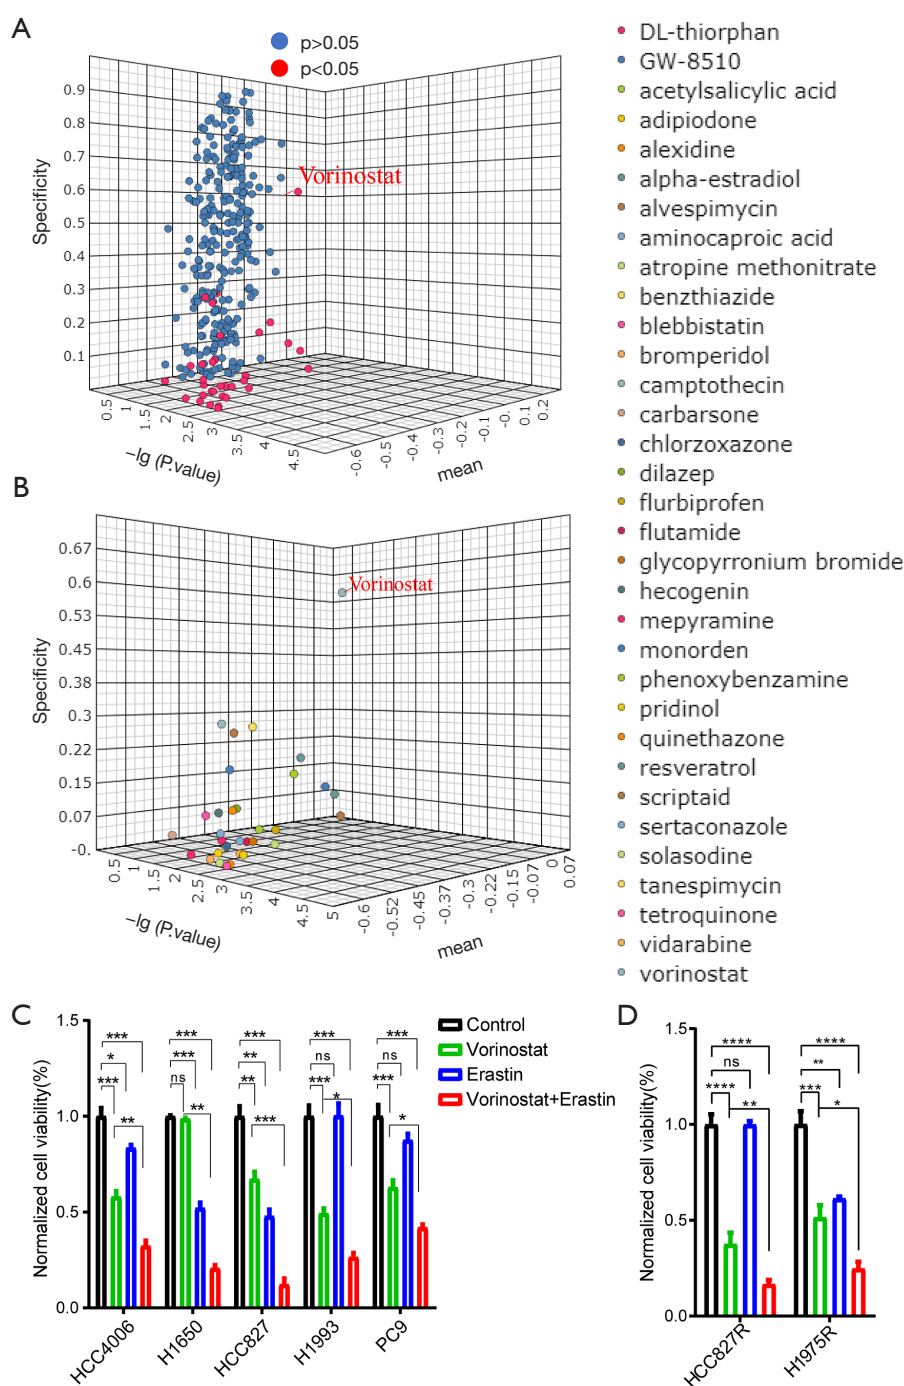 A
p>0.05
p<0.05
Vorinostat
Specificity
0.9
0.8
0.7
0.6
0.5
0.4
0.3
0.2
0.1
0.5
1
1.5
2
2.5
3
3.5
4
4.5
–lg (P.value)
-0.6
-0.5
-0.4
-0.3
-0.2
-0.1
-0.
0.1
0.2
mean
B
Vorinostat
Specificity
0.67
0.6
0.53
0.45
0.38
0.3
0.22
0.15
0.07
-0.
0.5
1
1.5
2
2.5
3
3.5
4
4.5
5
–lg (P.value)
-0.6
-0.52
-0.45
-0.37
-0.3
-0.22
-0.15
-0.07
0
0.07
mean
DL-thiorphan
GW-8510
acetylsalicylic acid
adipiodone
alexidine
alpha-estradiol
alvespimycin
aminocaproic acid
atropine methonitrate
benzthiazide
blebbistatin
bromperidol
camptothecin
carbarsone
chlorzoxazone
dilazep
flurbiprofen
flutamide
glycopyrronium bromide
hecogenin
mepyramine
monorden
phenoxybenzamine
pridinol
quinethazone
resveratrol
scriptaid
sertaconazole
solasodine
tanespimycin
tetroquinone
vidarabine
vorinostat
C
Normalized cell viability(%)
1.5
1.0
0.5
0.0
*** *** *** *** ***
* *** ** ns ns
*** ns ** *** ***
** ** *** * *
HCC4006
H1650
HCC827
H1993
PC9
Control
Vorinostat
Erastin
Vorinostat+Erastin
D
Normalized cell viability(%)
1.5
1.0
0.5
0.0
**** ****
ns **
**** ***
** *
HCC827R
H1975R